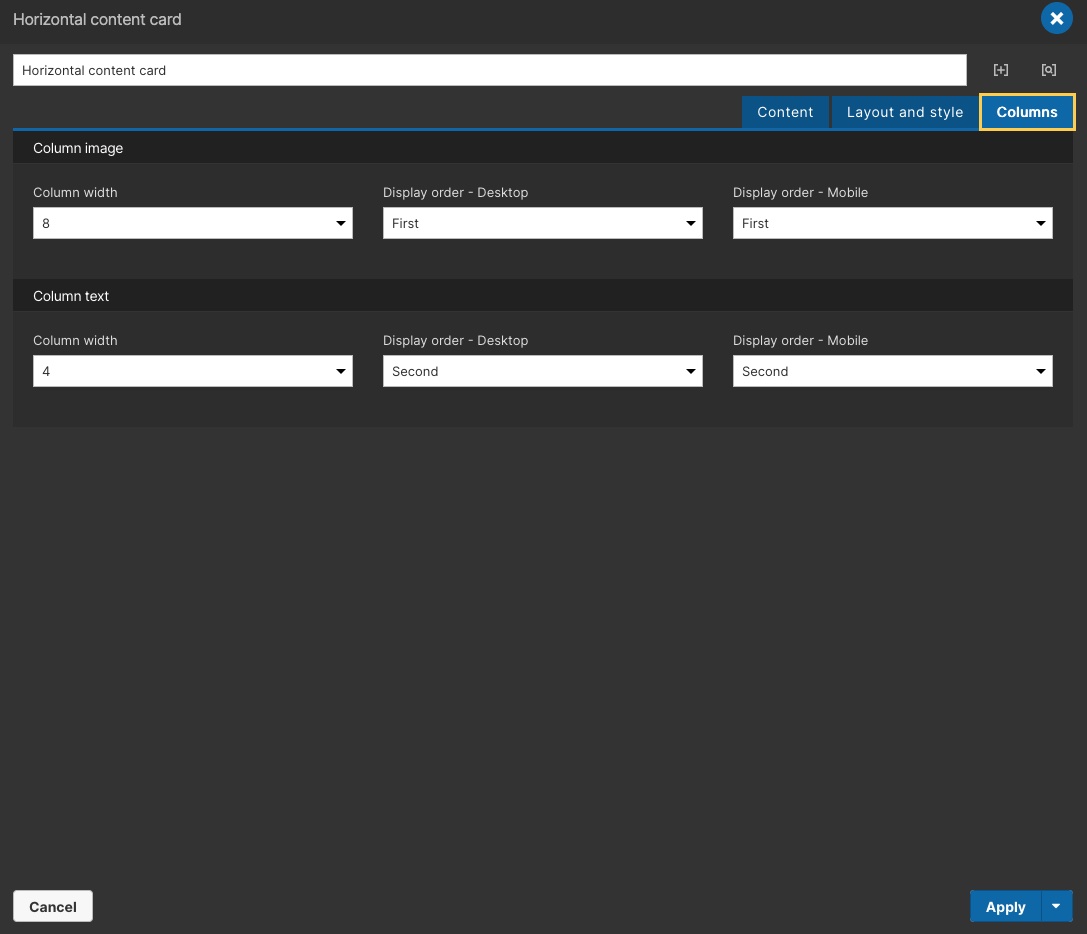 Horizontal content card
Horizontal content card
Content
Layout and style
Columns
Column image
Column width
Display order - Desktop
Display order - Mobile
8
First
First
Column text
Column width
Display order - Desktop
Display order - Mobile
4
Second
Second
Cancel
Apply